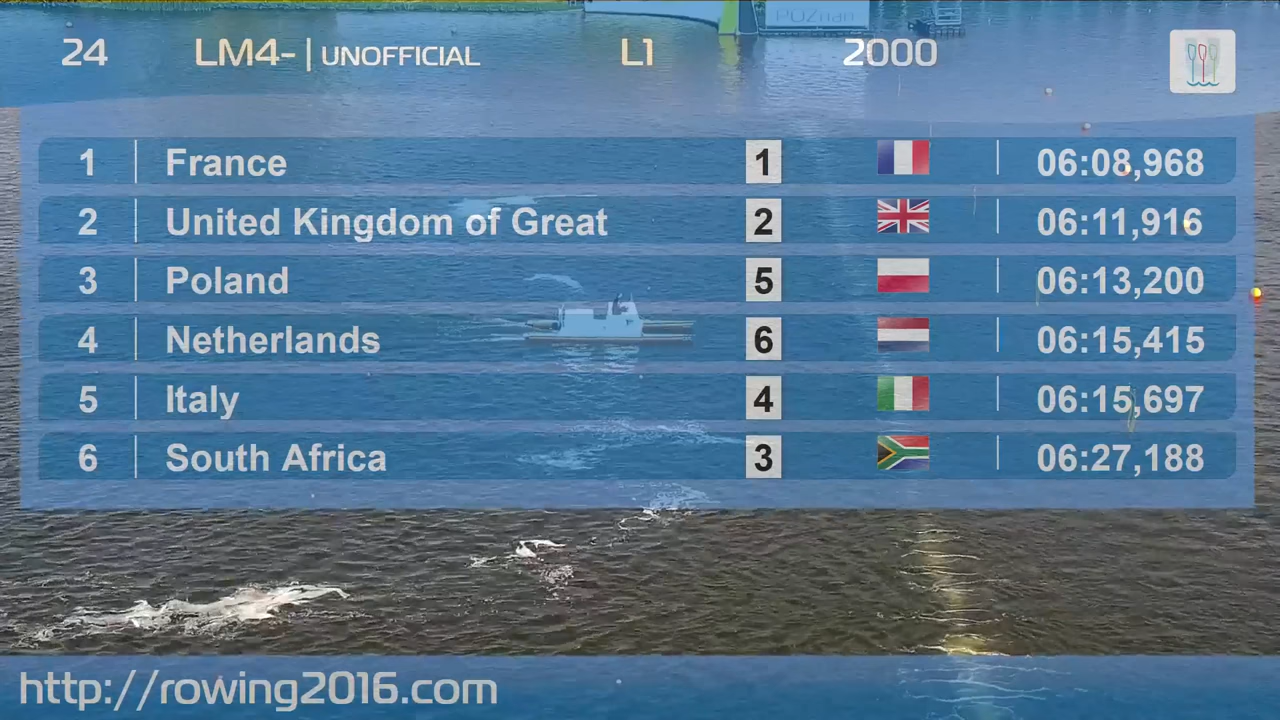 PUZnan
24 LM4- | UNOFFICIAL L1 2000
1 France 1 06:08,968
2 United Kingdom of Great 2 06:11,916
3 Poland 5 06:13,200
4 Netherlands 6 06:15,415
5 Italy 4 06:15,697
6 South Africa 3 06:27,188
http://rowing2016.com